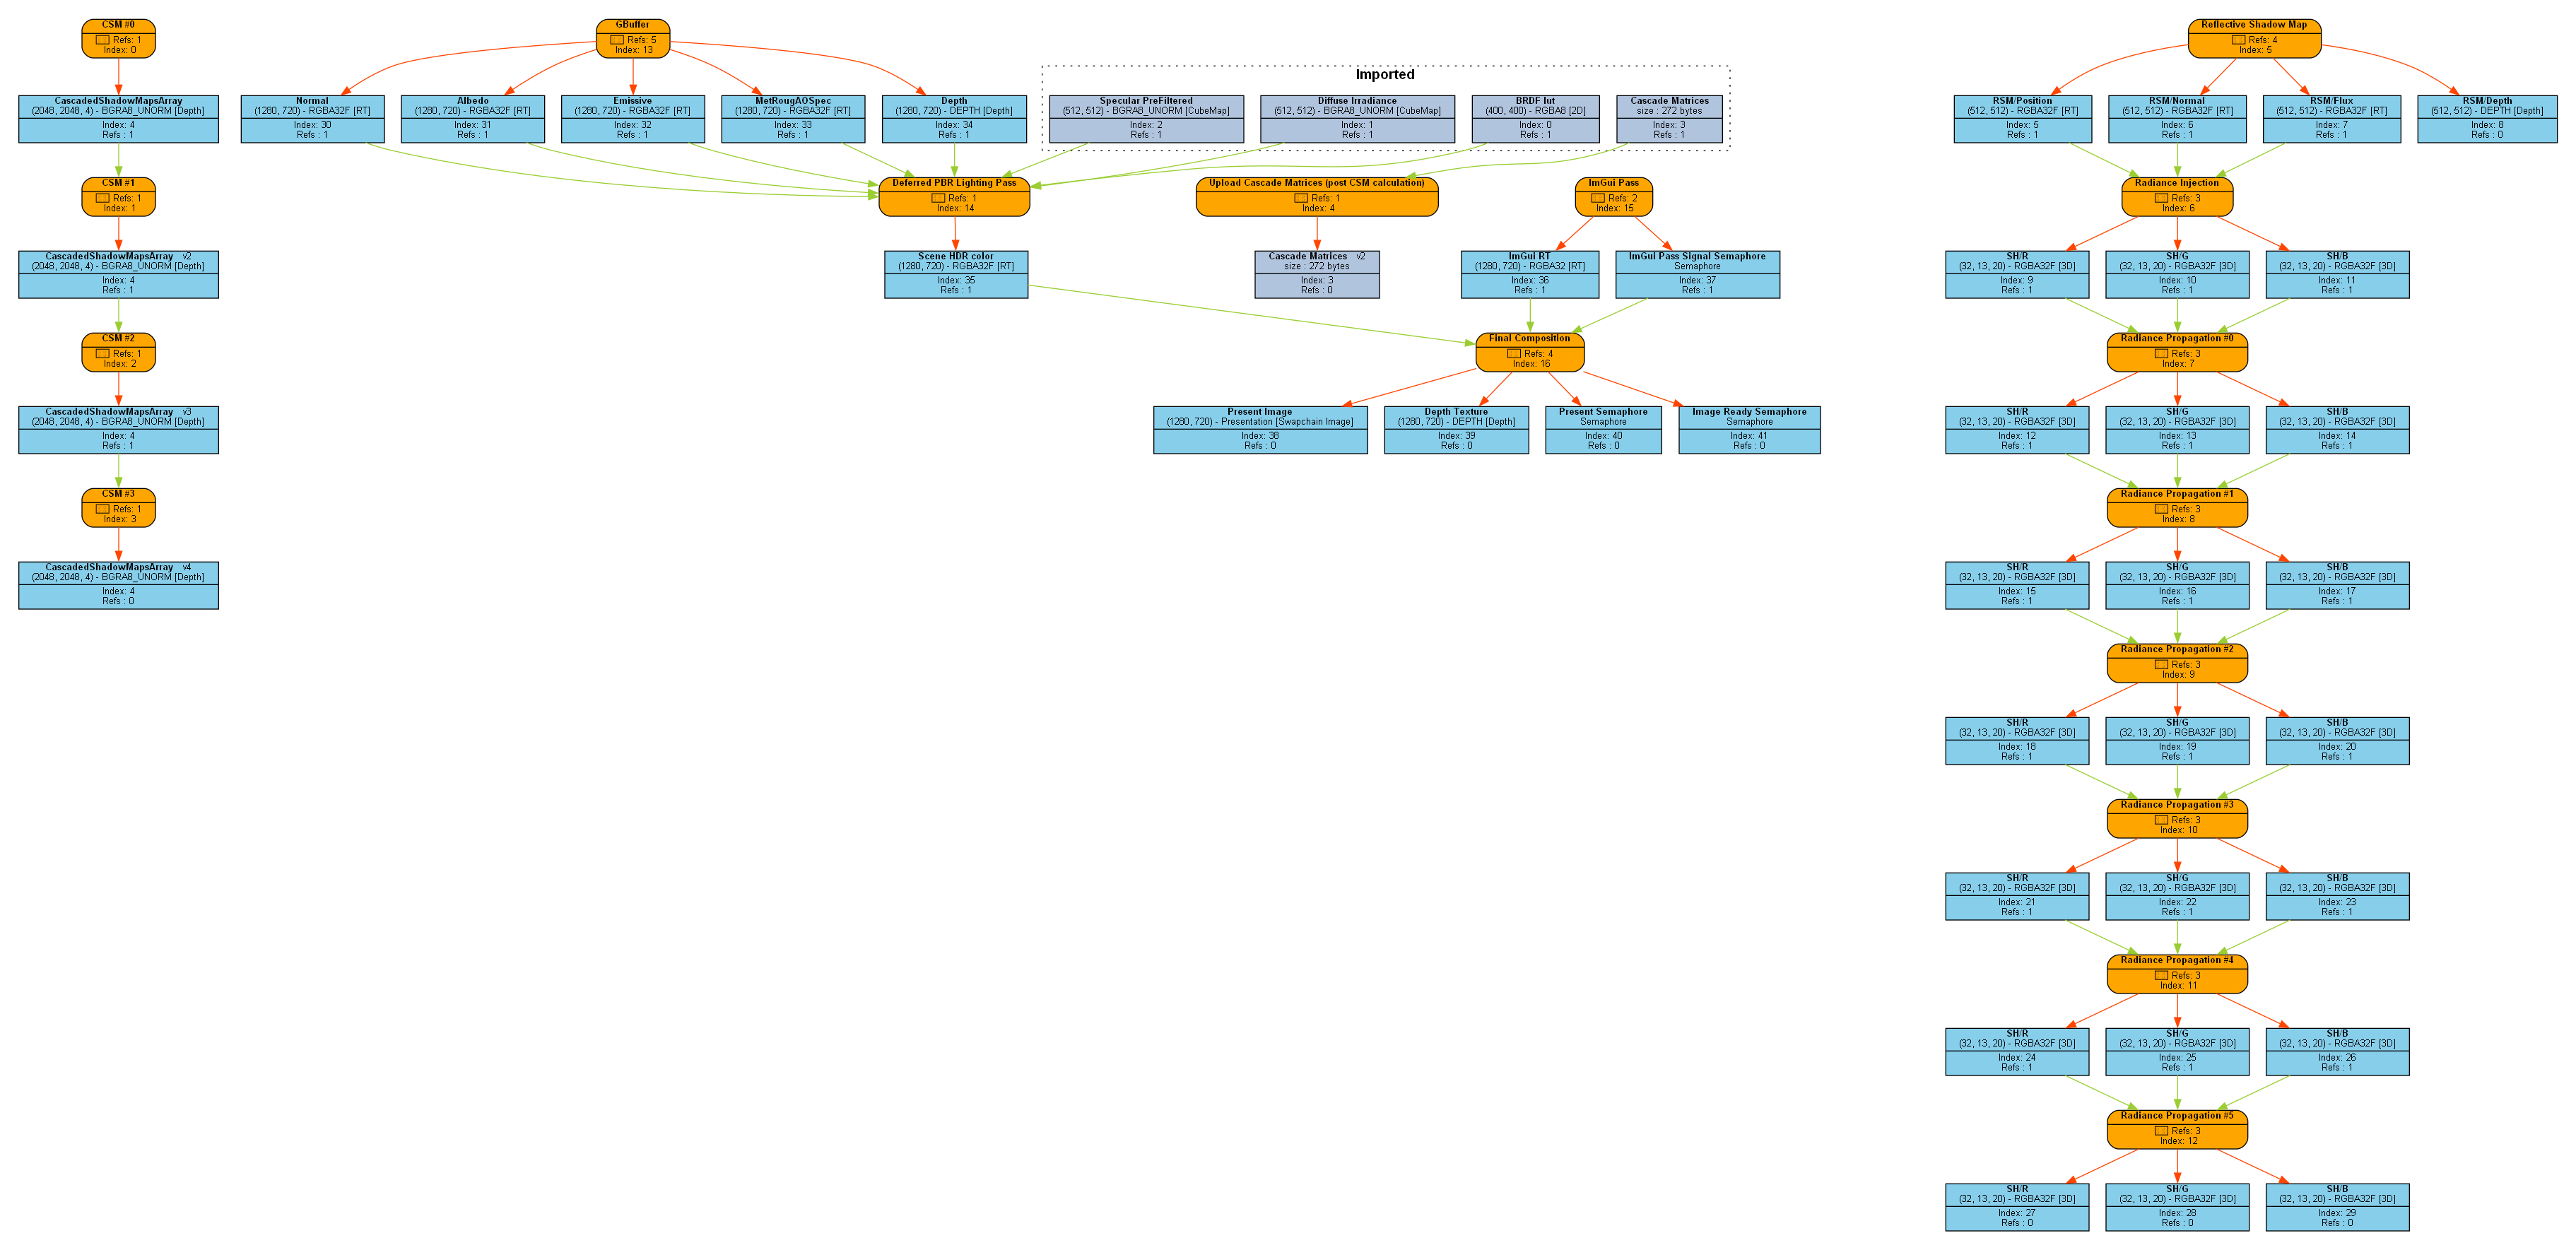 CSM #0
Refs: 1
Index: 0
GBuffer
Refs: 5
Index: 13
Reflective Shadow Map
Refs: 4
Index: 5
Imported
CascadedShadowMapsArray
(2048, 2048, 4) - BGRA8_UNORM [Depth]
Index: 4
Refs : 1
Normal
(1280, 720) - RGBA32F [RT]
Index: 30
Refs : 1
Albedo
(1280, 720) - RGBA32F [RT]
Index: 31
Refs : 1
Emissive
(1280, 720) - RGBA32F [RT]
Index: 32
Refs : 1
MetRougAOSpec
(1280, 720) - RGBA32F [RT]
Index: 33
Refs : 1
Depth
(1280, 720) - DEPTH [Depth]
Index: 34
Refs : 1
Specular PreFiltered
(512, 512) - BGRA8_UNORM [CubeMap]
Index: 2
Refs : 1
Diffuse Irradiance
(512, 512) - BGRA8_UNORM [CubeMap]
Index: 1
Refs : 1
BRDF lut
(400, 400) - RGBA8 [2D]
Index: 0
Refs : 1
Cascade Matrices
size : 272 bytes
Index: 3
Refs : 1
RSM/Position
(512, 512) - RGBA32F [RT]
Index: 5
Refs : 1
RSM/Normal
(512, 512) - RGBA32F [RT]
Index: 6
Refs : 1
RSM/Flux
(512, 512) - RGBA32F [RT]
Index: 7
Refs : 1
RSM/Depth
(512, 512) - DEPTH [Depth]
Index: 8
Refs : 0
CSM #1
Refs: 1
Index: 1
Deferred PBR Lighting Pass
Refs: 1
Index: 14
Upload Cascade Matrices (post CSM calculation)
Refs: 1
Index: 4
ImGui Pass
Refs: 2
Index: 15
Radiance Injection
Refs: 3
Index: 6
CascadedShadowMapsArray v2
(2048, 2048, 4) - BGRA8_UNORM [Depth]
Index: 4
Refs : 1
Scene HDR color
(1280, 720) - RGBA32F [RT]
Index: 35
Refs : 1
Cascade Matrices v2
size : 272 bytes
Index: 3
Refs : 0
ImGui RT
(1280, 720) - RGBA32 [RT]
Index: 36
Refs : 1
ImGui Pass Signal Semaphore
Semaphore
Index: 37
Refs : 1
SH/R
(32, 13, 20) - RGBA32F [3D]
Index: 9
Refs : 1
SH/G
(32, 13, 20) - RGBA32F [3D]
Index: 10
Refs : 1
SH/B
(32, 13, 20) - RGBA32F [3D]
Index: 11
Refs : 1
CSM #2
Refs: 1
Index: 2
Final Composition
Refs: 4
Index: 16
Radiance Propagation #0
Refs: 3
Index: 7
CascadedShadowMapsArray v3
(2048, 2048, 4) - BGRA8_UNORM [Depth]
Index: 4
Refs : 1
Present Image
(1280, 720) - Presentation [Swapchain Image]
Index: 38
Refs : 0
Depth Texture
(1280, 720) - DEPTH [Depth]
Index: 39
Refs : 0
Present Semaphore
Semaphore
Index: 40
Refs : 0
Image Ready Semaphore
Semaphore
Index: 41
Refs : 0
SH/R
(32, 13, 20) - RGBA32F [3D]
Index: 12
Refs : 1
SH/G
(32, 13, 20) - RGBA32F [3D]
Index: 13
Refs : 1
SH/B
(32, 13, 20) - RGBA32F [3D]
Index: 14
Refs : 1
CSM #3
Refs: 1
Index: 3
Radiance Propagation #1
Refs: 3
Index: 8
CascadedShadowMapsArray v4
(2048, 2048, 4) - BGRA8_UNORM [Depth]
Index: 4
Refs : 0
SH/R
(32, 13, 20) - RGBA32F [3D]
Index: 15
Refs : 1
SH/G
(32, 13, 20) - RGBA32F [3D]
Index: 16
Refs : 1
SH/B
(32, 13, 20) - RGBA32F [3D]
Index: 17
Refs : 1
Radiance Propagation #2
Refs: 3
Index: 9
SH/R
(32, 13, 20) - RGBA32F [3D]
Index: 18
Refs : 1
SH/G
(32, 13, 20) - RGBA32F [3D]
Index: 19
Refs : 1
SH/B
(32, 13, 20) - RGBA32F [3D]
Index: 20
Refs : 1
Radiance Propagation #3
Refs: 3
Index: 10
SH/R
(32, 13, 20) - RGBA32F [3D]
Index: 21
Refs : 1
SH/G
(32, 13, 20) - RGBA32F [3D]
Index: 22
Refs : 1
SH/B
(32, 13, 20) - RGBA32F [3D]
Index: 23
Refs : 1
Radiance Propagation #4
Refs: 3
Index: 11
SH/R
(32, 13, 20) - RGBA32F [3D]
Index: 24
Refs : 1
SH/G
(32, 13, 20) - RGBA32F [3D]
Index: 25
Refs : 1
SH/B
(32, 13, 20) - RGBA32F [3D]
Index: 26
Refs : 1
Radiance Propagation #5
Refs: 3
Index: 12
SH/R
(32, 13, 20) - RGBA32F [3D]
Index: 27
Refs : 0
SH/G
(32, 13, 20) - RGBA32F [3D]
Index: 28
Refs : 0
SH/B
(32, 13, 20) - RGBA32F [3D]
Index: 29
Refs : 0